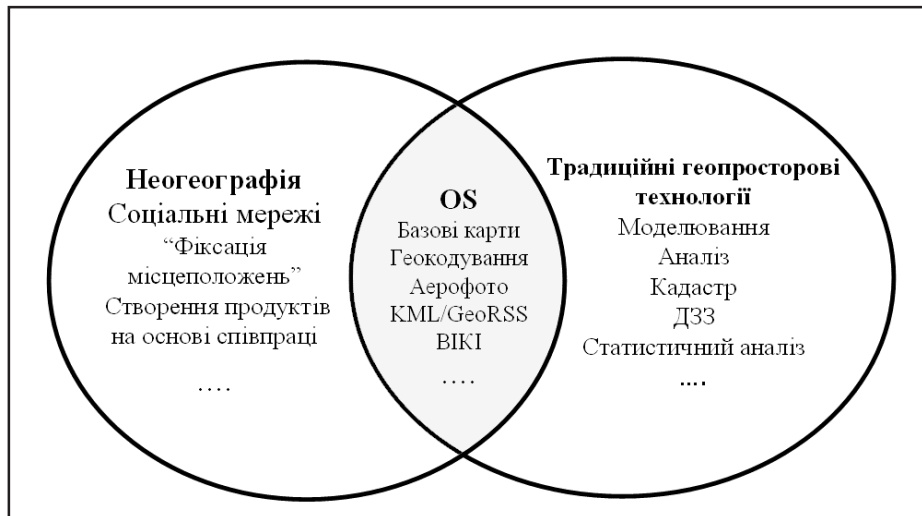 Неогеографія
Соціальні мережі
“Фіксація
місцеположень”
Створення продуктів
на основі співпраці
….
OS
Базові карти
Геокодування
Аерофото
KML/GeoRSS
ВІКІ
….
Традиційні геопросторові
технології
Моделювання
Аналіз
Кадастр
ДЗЗ
Статистичний аналіз
….